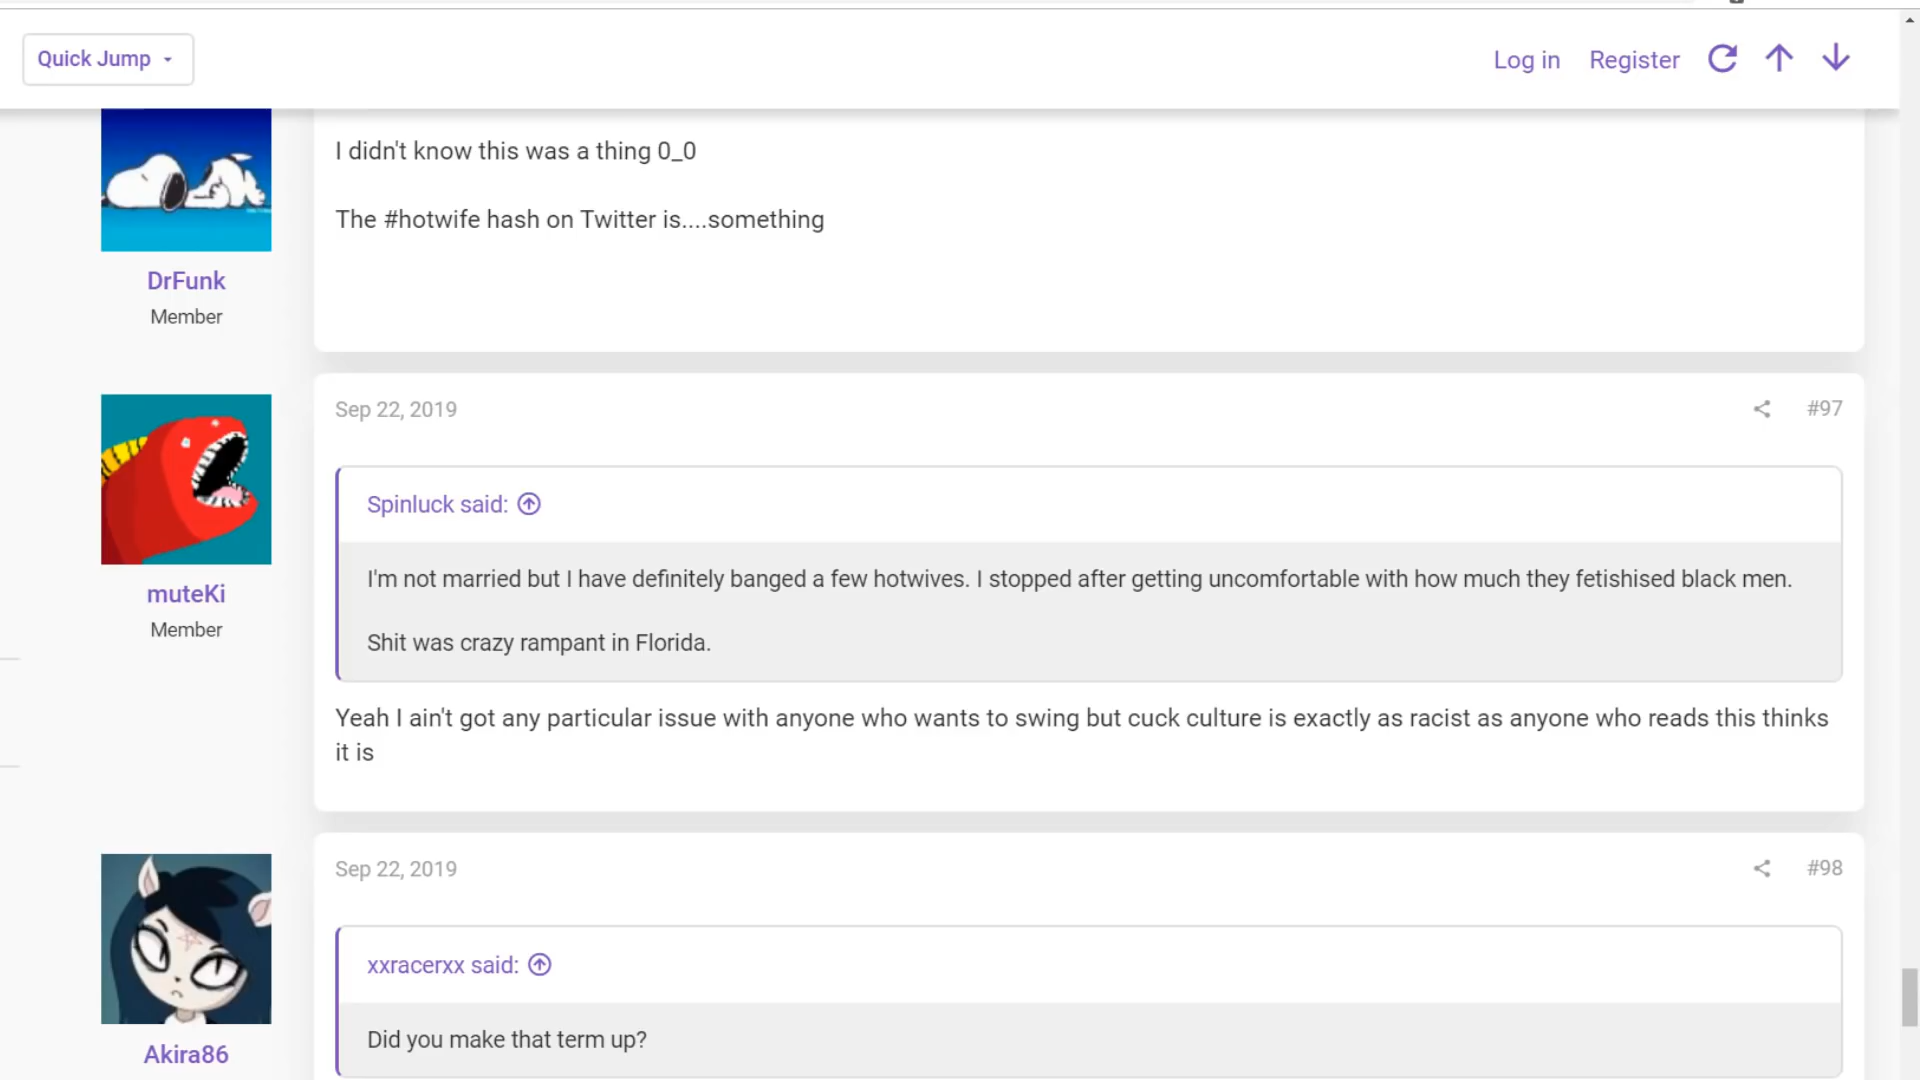 Quick Jump
Log in
Register
I didn't know this was a thing 0_0
The #hotwife hash on Twitter is....something
DrFunk
Member
Sep 22, 2019
#97
Spinluck said:
I'm not married but I have definitely banged a few hotwives. I stopped after getting uncomfortable with how much they fetishised black men.
Shit was crazy rampant in Florida.
muteKi
Member
Yeah I ain't got any particular issue with anyone who wants to swing but cuck culture is exactly as racist as anyone who reads this thinks
it is
Sep 22, 2019
#98
xxracerxx said:
Did you make that term up?
Akira86